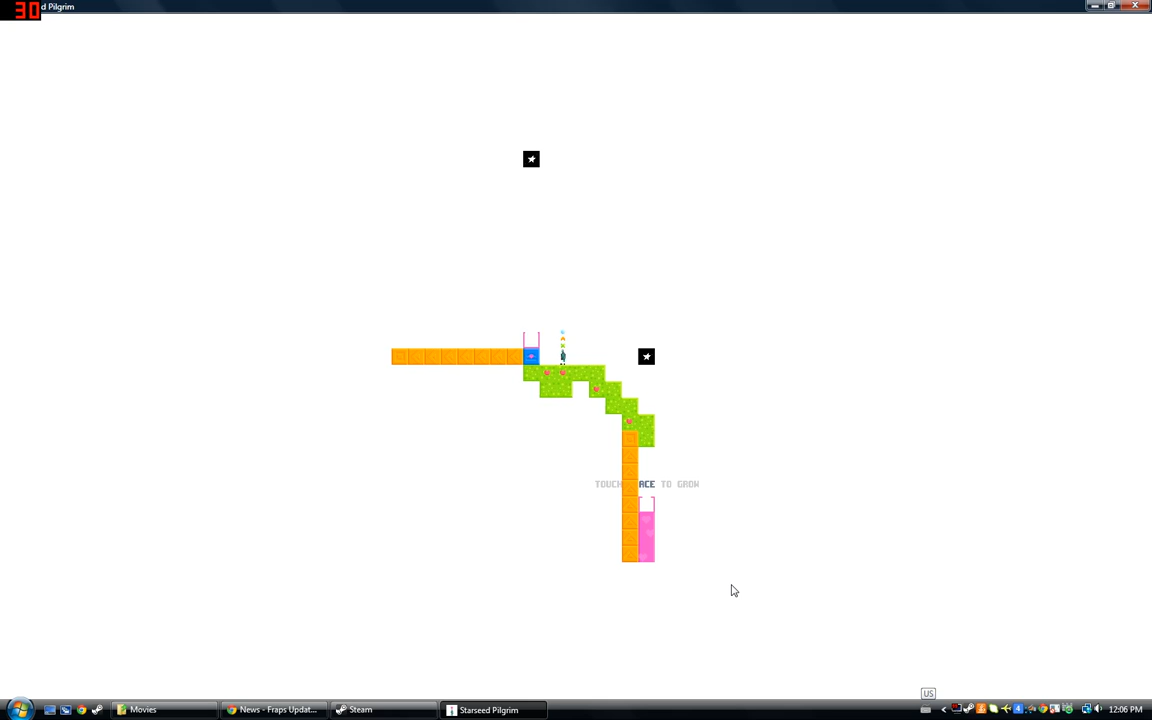 30
d Pilgrim
TOUCH
ACE TO GROW
US
Movies
News - Fraps Updat...
Steam
Starseed Pilgrim
12:06 PM